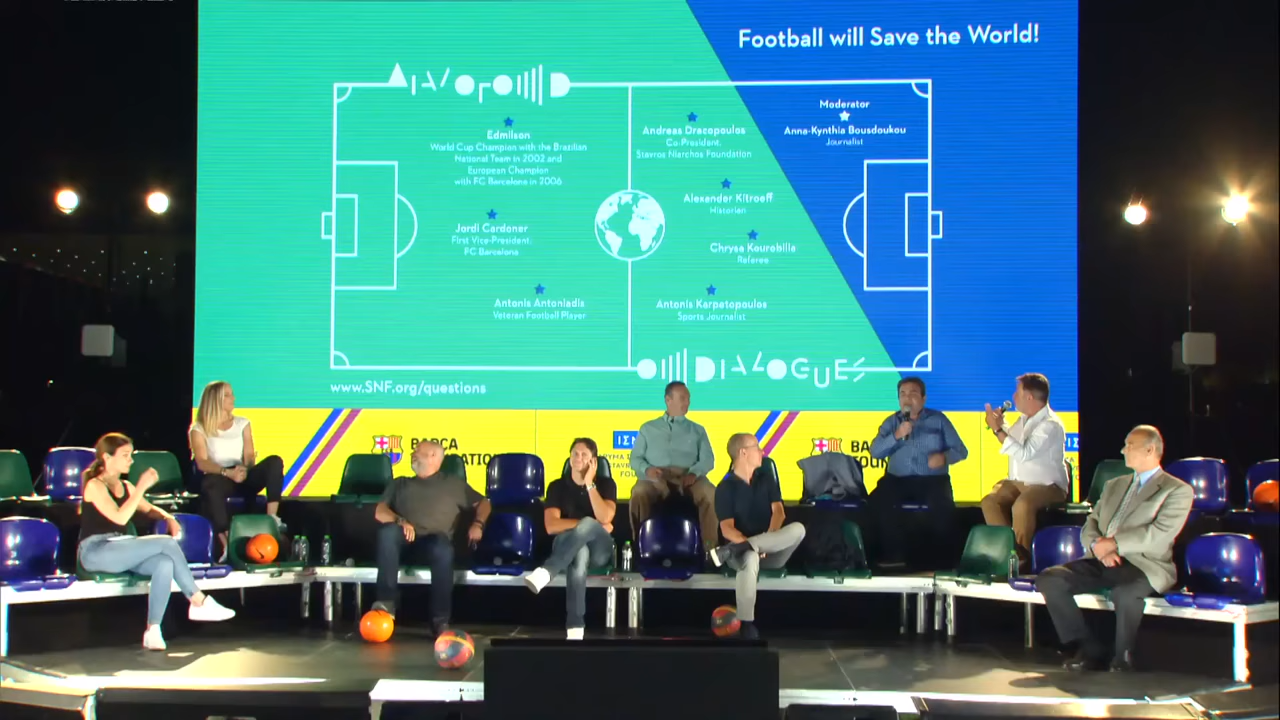 Football will Save the World!
Moderator
Anna-Kynthia Bousdoukou
Journalist
Edmilson
World Cup Champion with the Brazilian
National Team in 2002 and
European Champion
with FC Barcelona in 2006
Andreas Dracopoulos
Co-President,
Stavros Niarchos Foundation
Alexander Kitroeff
Historian
Jordi Cardoner
First Vice-President,
FC Barcelona
Chrysa Kourobilia
Referee
Antonis Antoniadis
Veteran Football Player
Antonis Karpetopoulos
Sports Journalist
DIALOGUES
www.SNF.org/questions
BARÇA